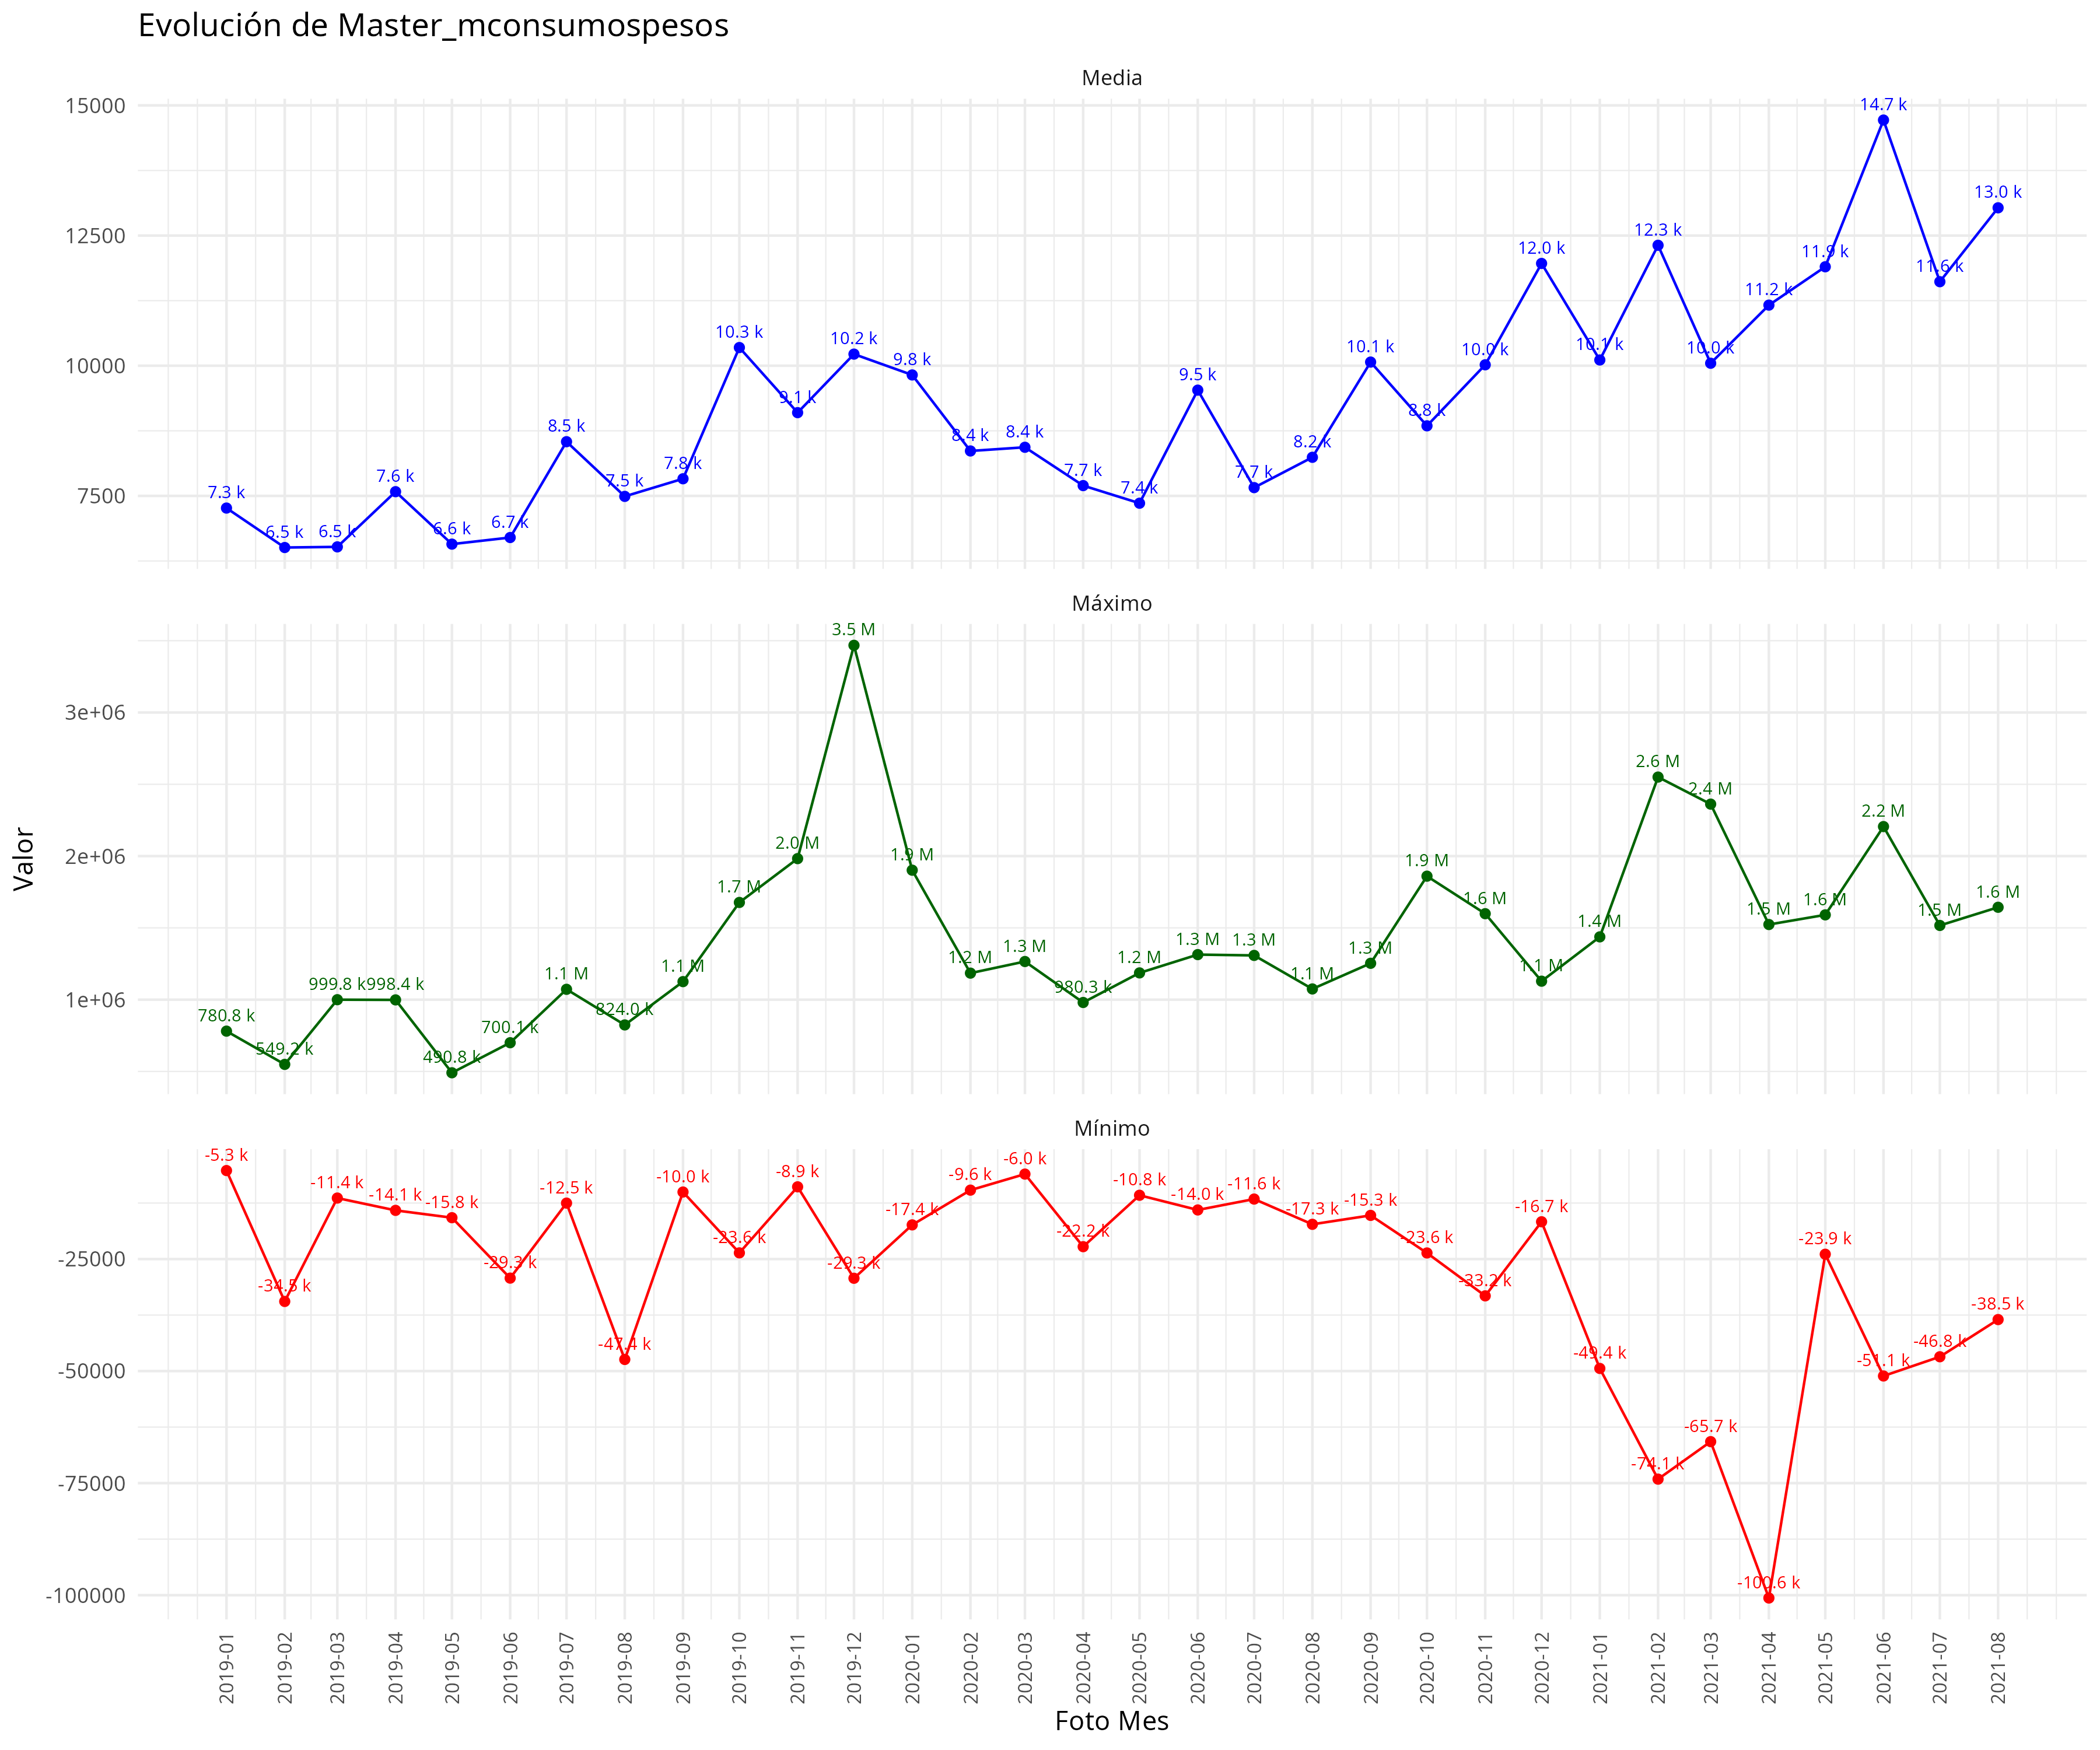 Evolución de Master_mconsumospesos
Media
15000
12500
10000
7500
7.3 k
6.5 k
6.5 k
7.6 k
6.6 k
6.7 k
8.5 k
7.5 k
7.8 k
10.3 k
9.1 k
10.2 k
9.8 k
8.4 k
8.4 k
7.7 k
7.4 k
9.5 k
7.7 k
8.2 k
10.1 k
8.8 k
10.0 k
12.0 k
10.1 k
12.3 k
10.0 k
11.2 k
11.9 k
14.7 k
11.6 k
13.0 k
Máximo
3e+06
2e+06
1e+06
780.8 k
549.2 k
999.8 k
998.4 k
490.8 k
700.1 k
1.1 M
824.0 k
1.1 M
1.7 M
2.0 M
3.5 M
1.9 M
1.2 M
1.3 M
980.3 k
1.2 M
1.3 M
1.3 M
1.1 M
1.3 M
1.9 M
1.6 M
1.1 M
1.4 M
2.6 M
2.4 M
1.5 M
1.6 M
2.2 M
1.5 M
1.6 M
Valor
Mínimo
-25000
-50000
-75000
-100000
-5.3 k
-34.5 k
-11.4 k
-14.1 k
-15.8 k
-29.3 k
-12.5 k
-47.4 k
-10.0 k
-23.6 k
-8.9 k
-29.3 k
-17.4 k
-9.6 k
-6.0 k
-22.2 k
-10.8 k
-14.0 k
-11.6 k
-17.3 k
-15.3 k
-23.6 k
-33.2 k
-16.7 k
-49.4 k
-74.1 k
-65.7 k
-100.6 k
-23.9 k
-51.1 k
-46.8 k
-38.5 k
2019-01
2019-02
2019-03
2019-04
2019-05
2019-06
2019-07
2019-08
2019-09
2019-10
2019-11
2019-12
2020-01
2020-02
2020-03
2020-04
2020-05
2020-06
2020-07
2020-08
2020-09
2020-10
2020-11
2020-12
2021-01
2021-02
2021-03
2021-04
2021-05
2021-06
2021-07
2021-08
Foto Mes